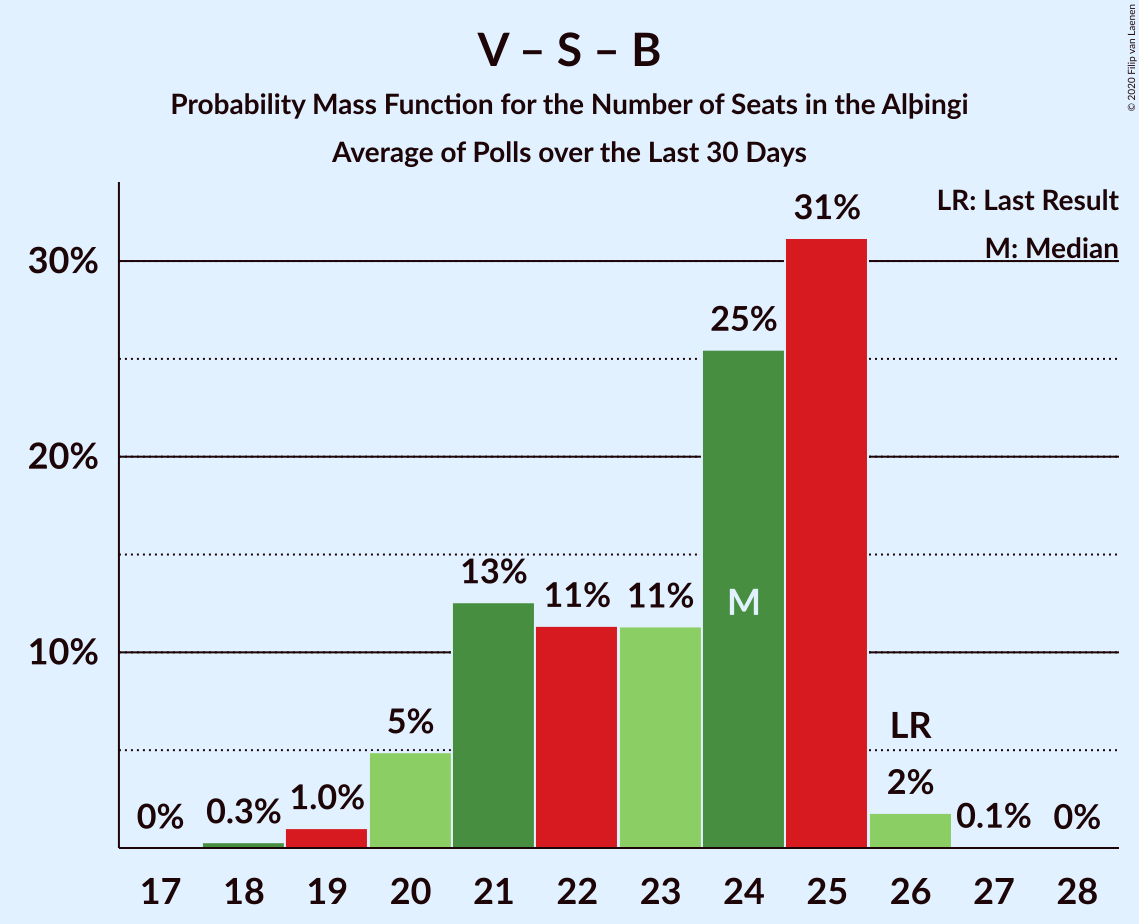 V – S – B
Probability Mass Function for the Number of Seats in the Alþingi
Average of Polls over the Last 30 Days
© 2020 Filip van Laenen
LR: Last Result
M: Median
30%
20%
10%
0%
0.3%
1.0%
5%
13%
11%
11%
25%
M
31%
LR
2%
0.1%
0%
17 18 19 20 21 22 23 24 25 26 27 28